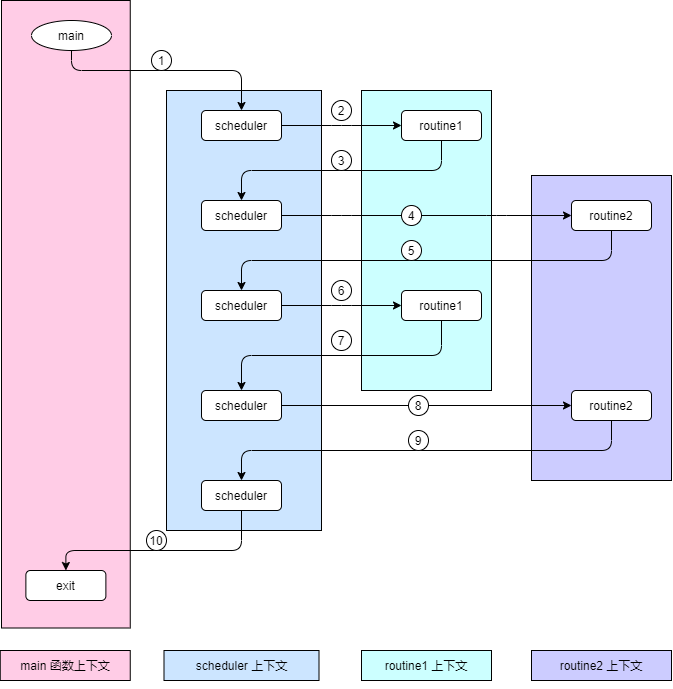 main
1
scheduler
2
routine1
3
scheduler
4
routine2
5
scheduler
6
routine1
7
scheduler
8
routine2
9
scheduler
10
exit
main 函数上下文
scheduler 上下文
routine1 上下文
routine2 上下文